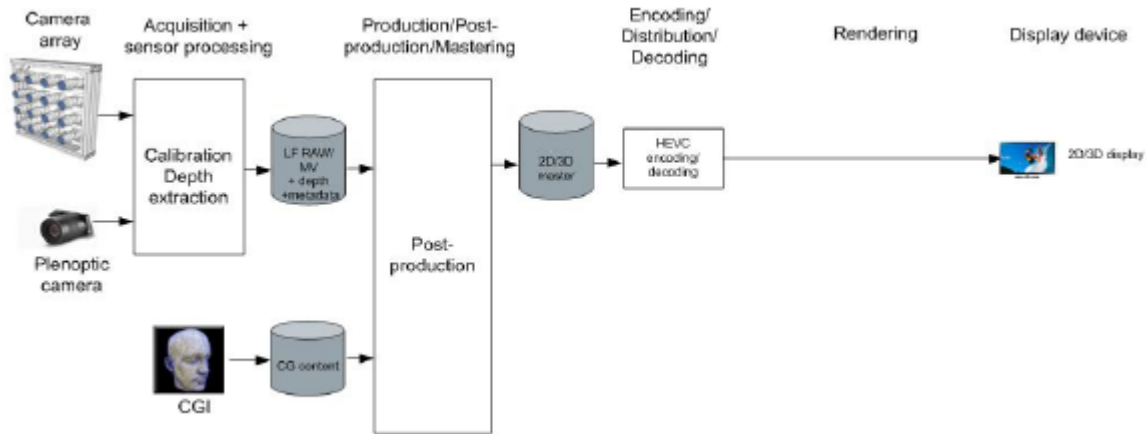 Camera
array
Acquisition +
sensor processing
Production/Post-
production/Mastering
Encoding/
Distribution/
Decoding
Rendering
Display device
Calibration
Depth
extraction
LF RAW/
MV
+ depth
+metadata
2D/3D
master
HEVC
encoding/
decoding
2D/3D display
Plenoptic
camera
Post-
production
CG content
CGI